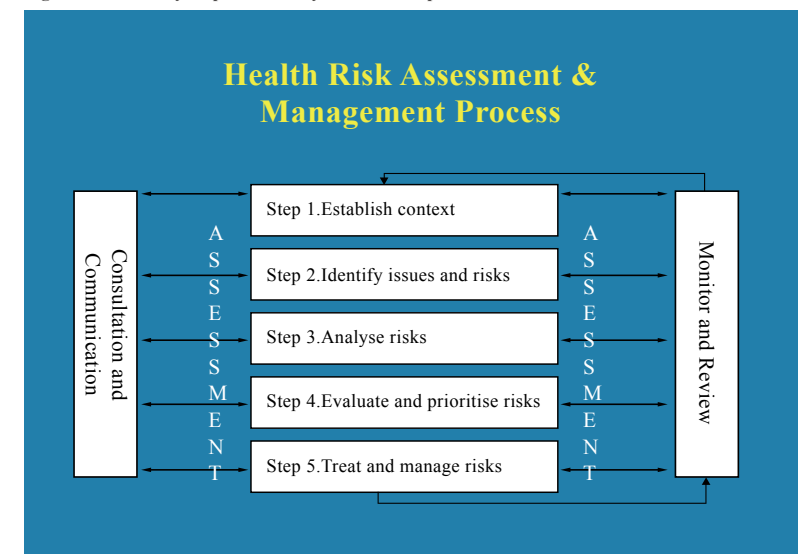 Health Risk Assessment &
Management Process
Consultation and
Communication
ASSESSMENT
Step 1.Establish context
Step 2.Identify issues and risks
Step 3.Analyse risks
Step 4.Evaluate and prioritise risks
Step 5.Treat and manage risks
ASSESSMENT
Monitor and Review